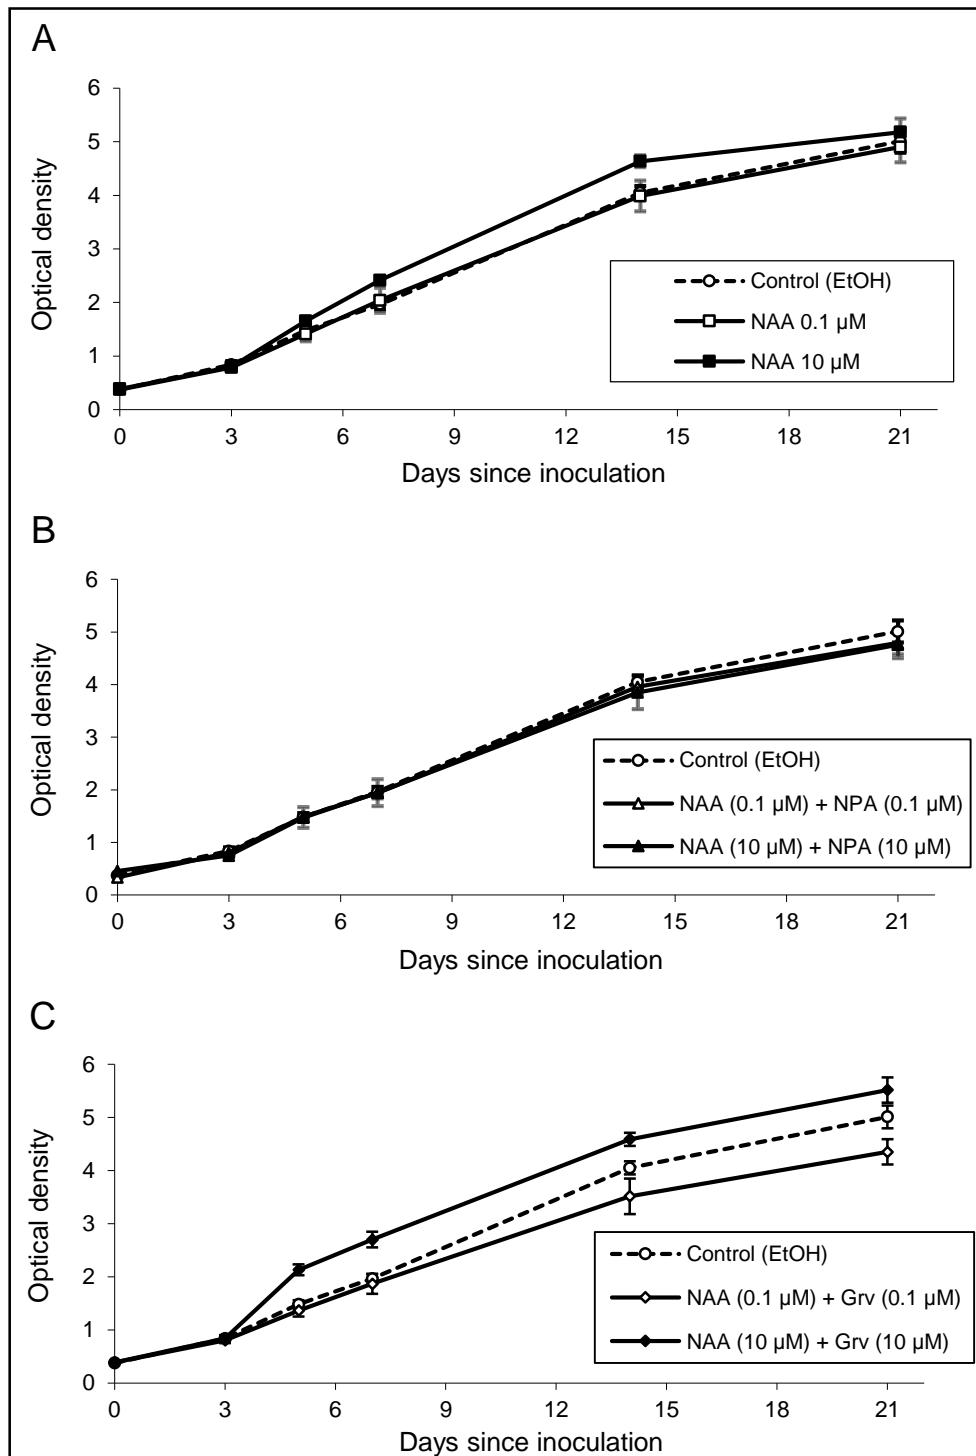 A
6
5
4
3
2
1
0
Optical density
Control (EtOH)
NAA 0.1 µM
NAA 10 µM
0 3 6 9 12 15 18 21
Days since inoculation
B
6
5
4
3
2
1
0
Optical density
Control (EtOH)
NAA (0.1 µM) + NPA (0.1 µM)
NAA (10 µM) + NPA (10 µM)
0 3 6 9 12 15 18 21
Days since inoculation
C
6
5
4
3
2
1
0
Optical density
Control (EtOH)
NAA (0.1 µM) + Grv (0.1 µM)
NAA (10 µM) + Grv (10 µM)
0 3 6 9 12 15 18 21
Days since inoculation